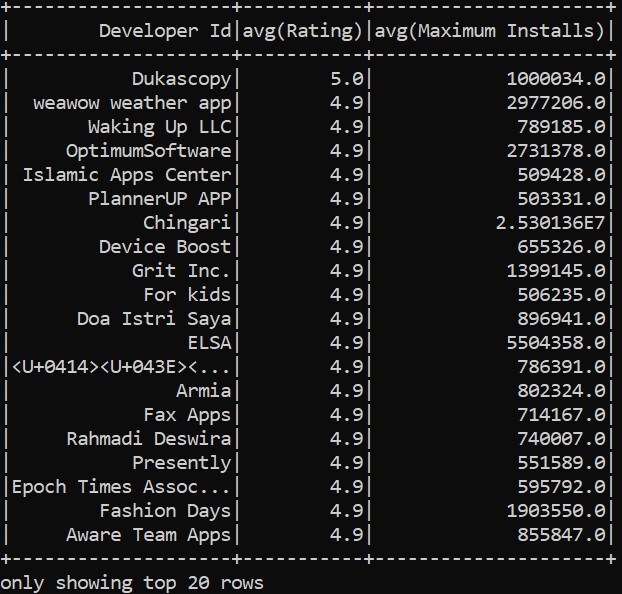 +--------------------+-----------+---------------------+
|        Developer Id|avg(Rating)|avg(Maximum Installs)|
+--------------------+-----------+---------------------+
|           Dukascopy|        5.0|            1000034.0|
|  weawow weather app|        4.9|            2977206.0|
|       Waking Up LLC|        4.9|             789185.0|
|     OptimumSoftware|        4.9|            2731378.0|
| Islamic Apps Center|        4.9|             509428.0|
|       PlannerUP APP|        4.9|             503331.0|
|            Chingari|        4.9|           2.530136E7|
|        Device Boost|        4.9|             655326.0|
|           Grit Inc.|        4.9|            1399145.0|
|            For kids|        4.9|             506235.0|
|      Doa Istri Saya|        4.9|             896941.0|
|                ELSA|        4.9|            5504358.0|
|<U+0414><U+043E><...|        4.9|             786391.0|
|               Armia|        4.9|             802324.0|
|            Fax Apps|        4.9|             714167.0|
|     Rahmadi Deswira|        4.9|             740007.0|
|           Presently|        4.9|             551589.0|
|Epoch Times Assoc...|        4.9|             595792.0|
|        Fashion Days|        4.9|            1903550.0|
|     Aware Team Apps|        4.9|             855847.0|
+--------------------+-----------+---------------------+
only showing top 20 rows